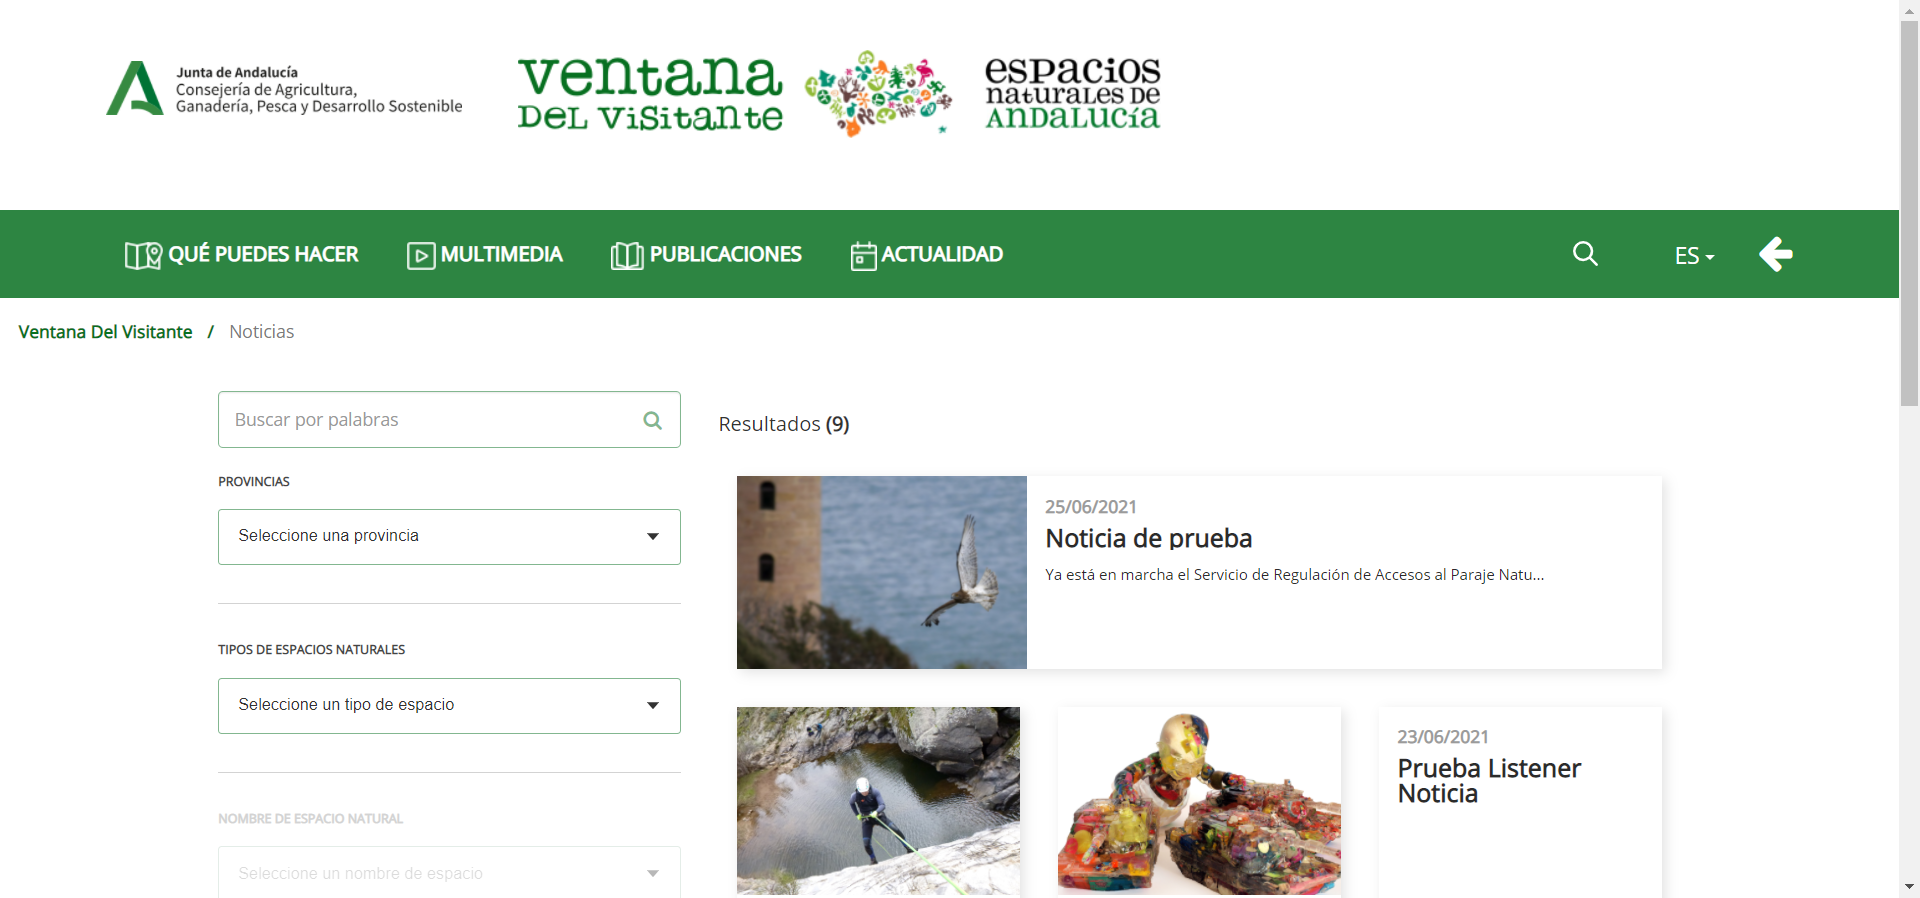 Junta de Andalucía
Consejería de Agricultura,
Ganadería, Pesca y Desarrollo Sostenible
ventana
DEL VISITANTE
espacios
naturales de
ANDALUCÍA
QUÉ PUEDES HACER
MULTIMEDIA
PUBLICACIONES
ACTUALIDAD
ES
Ventana Del Visitante / Noticias
Buscar por palabras
Resultados (9)
PROVINCIAS
Seleccione una provincia
25/06/2021
Noticia de prueba
Ya está en marcha el Servicio de Regulación de Accesos al Paraje Natu...
TIPOS DE ESPACIOS NATURALES
Seleccione un tipo de espacio
NOMBRE DE ESPACIO NATURAL
Seleccione un nombre de espacio
23/06/2021
Prueba Listener
Noticia